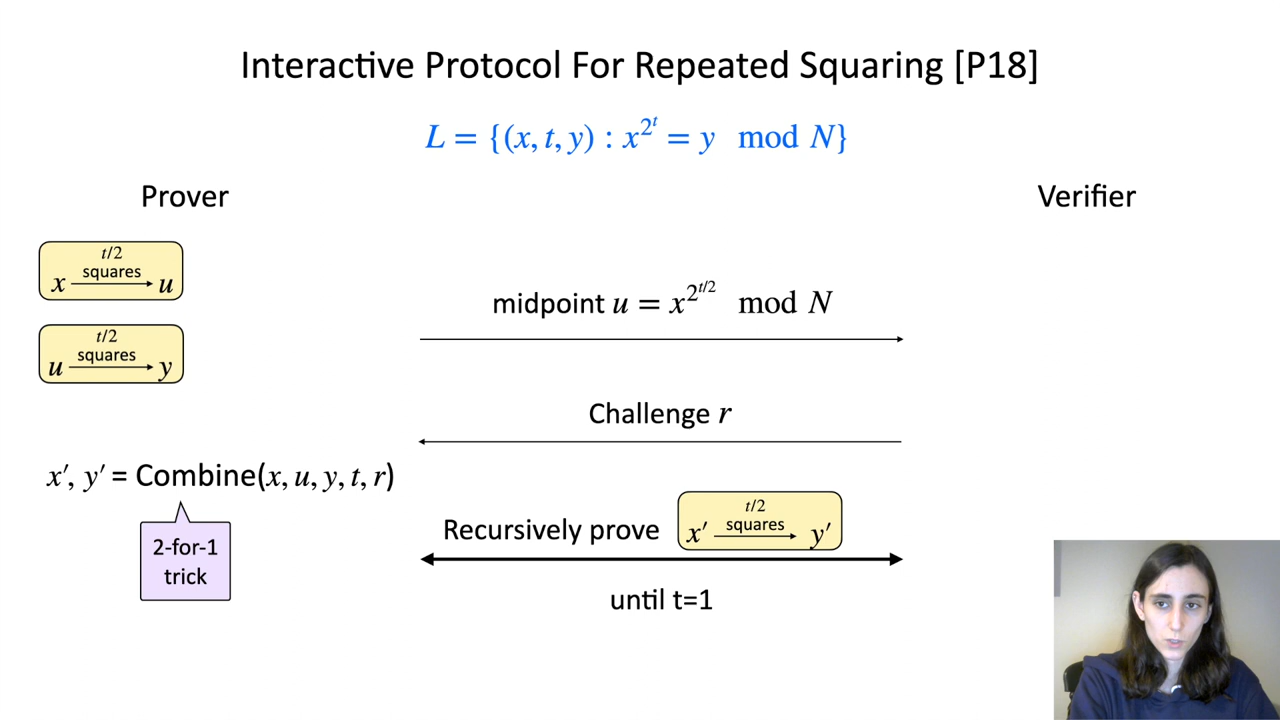 Interactive Protocol For Repeated Squaring [P18]
L = {(x, t, y) : x^{2^t} = y mod N}
Prover
Verifier
x t/2 squares u
midpoint u = x^{2^{t/2}} mod N
u t/2 squares y
Challenge r
x′, y′ = Combine(x, u, y, t, r)
2-for-1
trick
Recursively prove x′ t/2 squares y′
until t=1